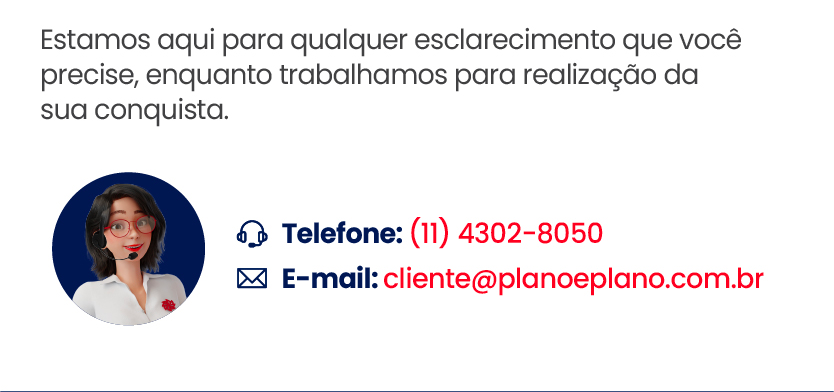 Estamos aqui para qualquer esclarecimento que você
precise, enquanto trabalhamos para realização da
sua conquista.
Telefone: (11) 4302-8050
E-mail: cliente@planoeplano.com.br